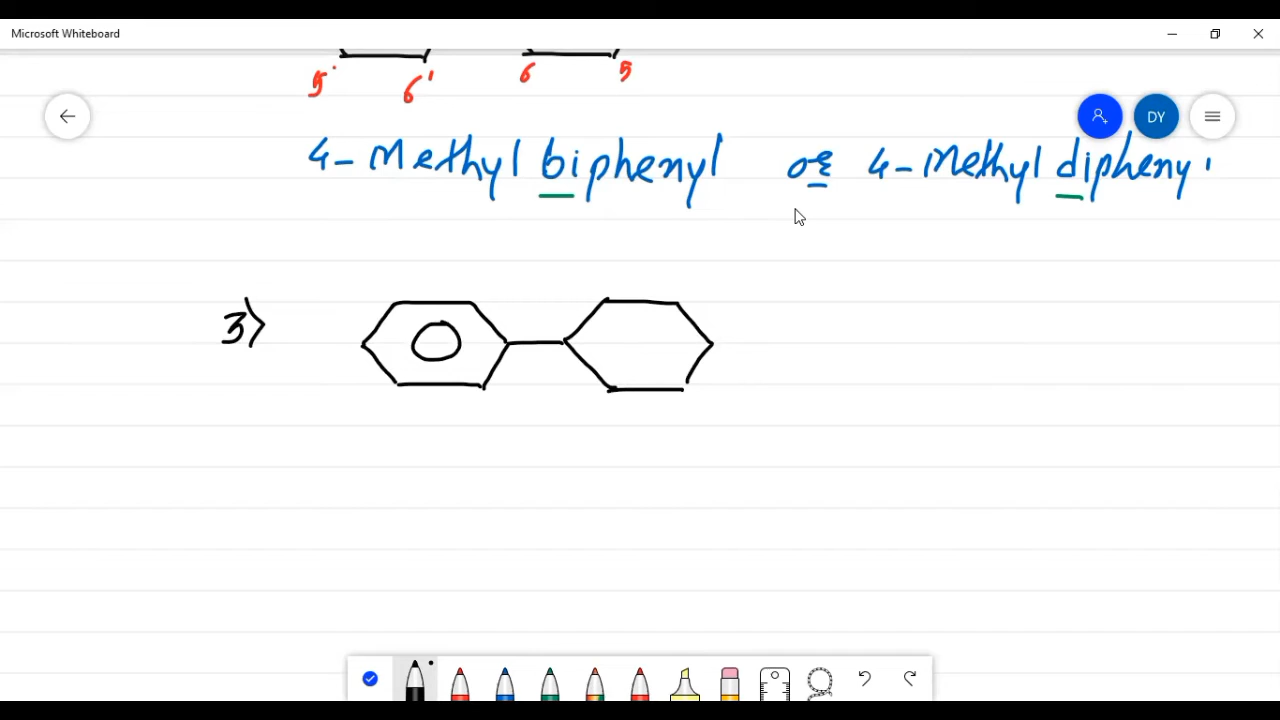 Microsoft Whiteboard
5' 6' 6 5
DY
4-Methyl biphenyl or 4-Methyl dipheny
3)